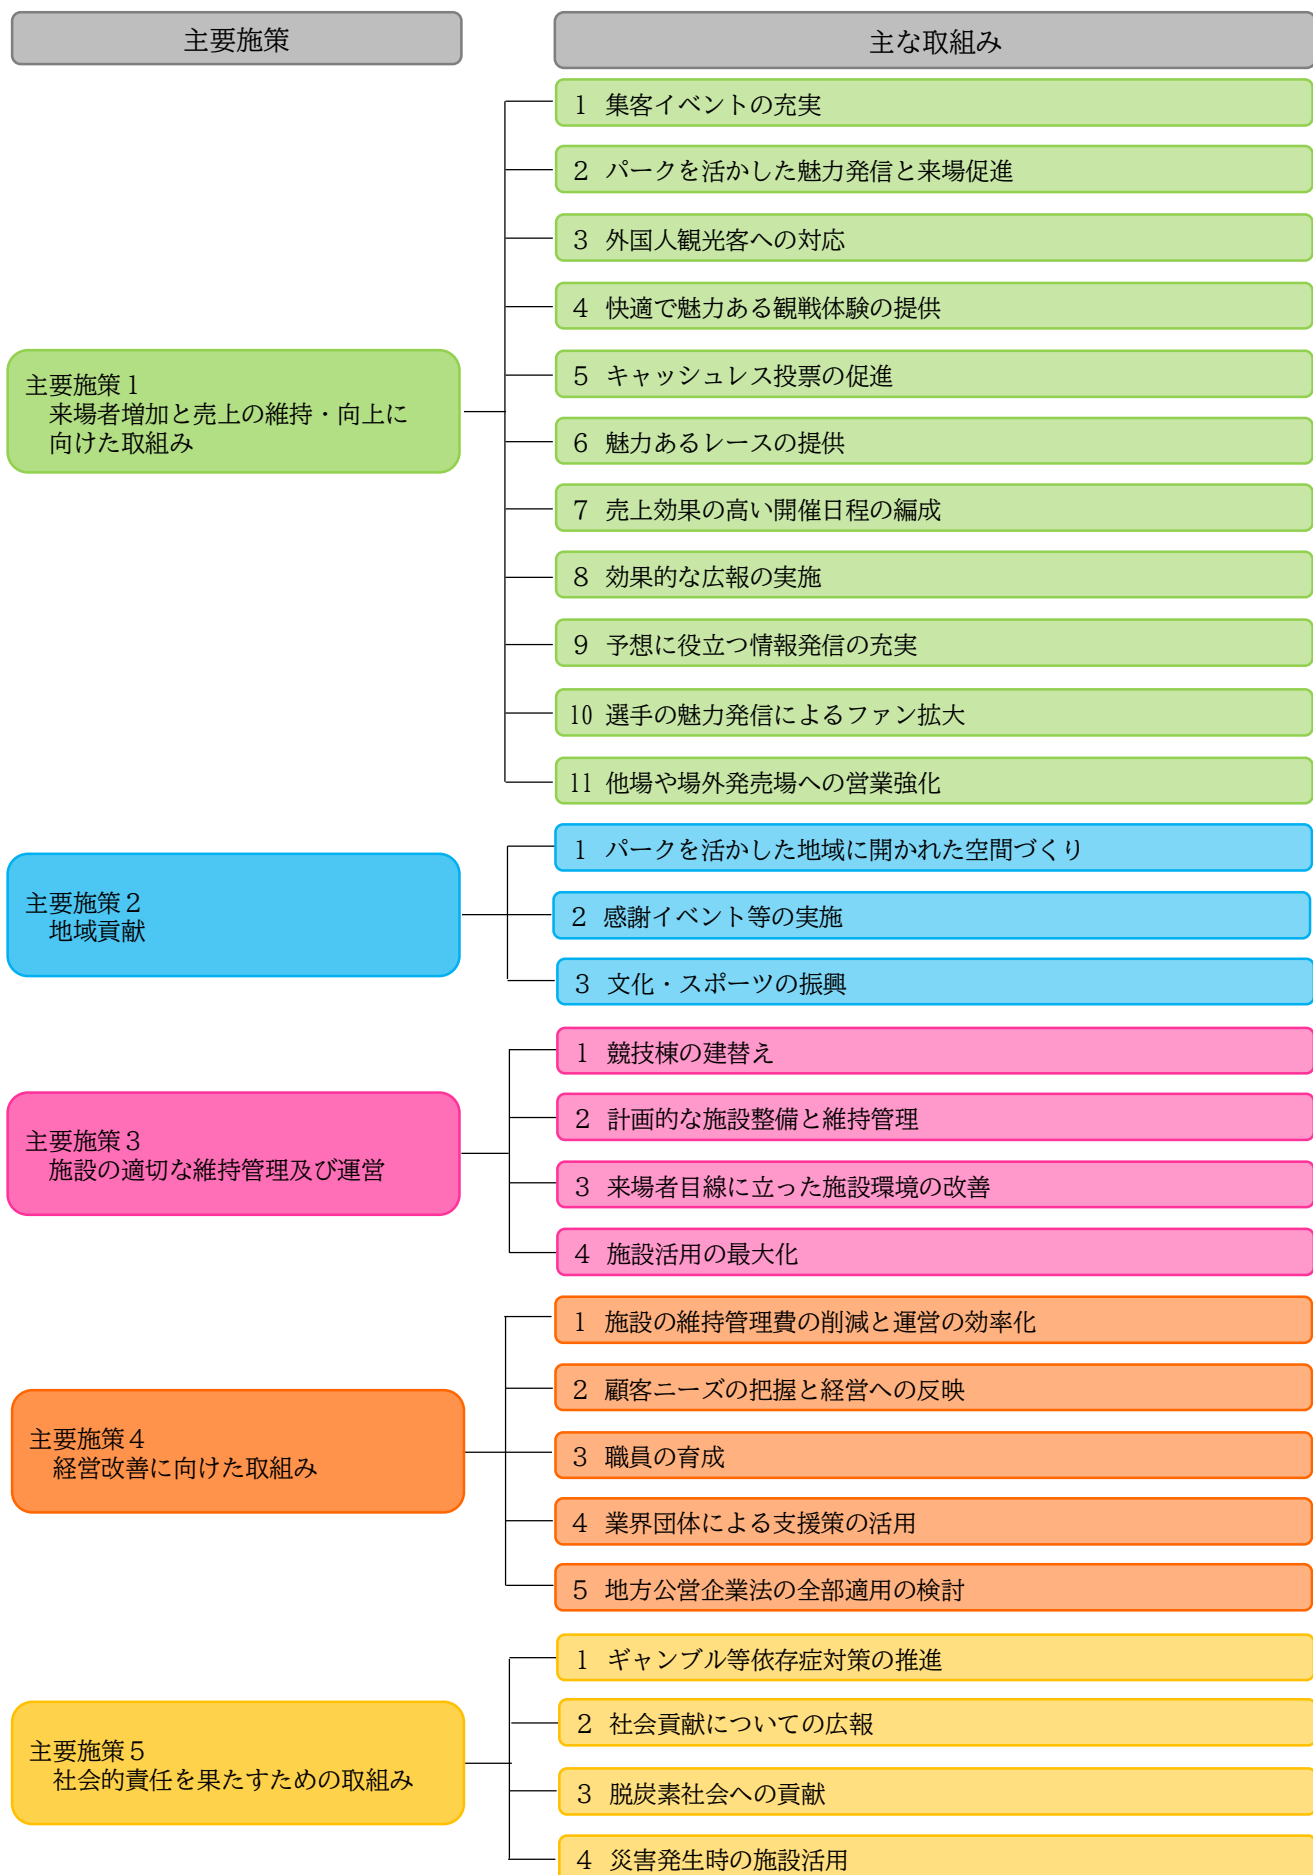 主要施策
主な取組み
主要施策１
来場者増加と売上の維持・向上に
向けた取組み
１ 集客イベントの充実
２ パークを活かした魅力発信と来場促進
３ 外国人観光客への対応
４ 快適で魅力ある観戦体験の提供
５ キャッシュレス投票の促進
６ 魅力あるレースの提供
７ 売上効果の高い開催日程の編成
８ 効果的な広報の実施
９ 予想に役立つ情報発信の充実
10 選手の魅力発信によるファン拡大
11 他場や場外発売場への営業強化
主要施策２
地域貢献
１ パークを活かした地域に開かれた空間づくり
２ 感謝イベント等の実施
３ 文化・スポーツの振興
主要施策３
施設の適切な維持管理及び運営
１ 競技棟の建替え
２ 計画的な施設整備と維持管理
３ 来場者目線に立った施設環境の改善
４ 施設活用の最大化
主要施策４
経営改善に向けた取組み
１ 施設の維持管理費の削減と運営の効率化
２ 顧客ニーズの把握と経営への反映
３ 職員の育成
４ 業界団体による支援策の活用
５ 地方公営企業法の全部適用の検討
主要施策５
社会的責任を果たすための取組み
１ ギャンブル等依存症対策の推進
２ 社会貢献についての広報
３ 脱炭素社会への貢献
４ 災害発生時の施設活用